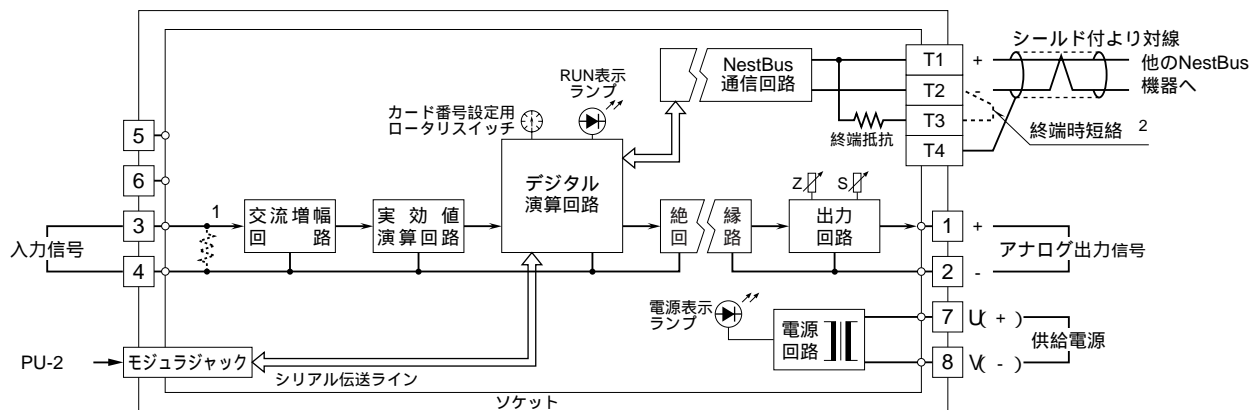 シールド付より対線
他のNestBus
機器へ
T1
+
T2
-
T3
T4
終端時短絡 2
NestBus
通信回路
終端抵抗
RUN表示
ランプ
カード番号設定用
ロータリスイッチ
5
6
3
4
入力信号
1
交流増幅
回路
実効値
演算回路
デジタル
演算回路
絶縁
回路
Z
S
出力
回路
1
+
2
-
アナログ出力信号
電源表示
ランプ
電源
回路
7
U( + )
8
V( - )
供給電源
PU-2
モジュラジャック
シリアル伝送ライン
ソケット